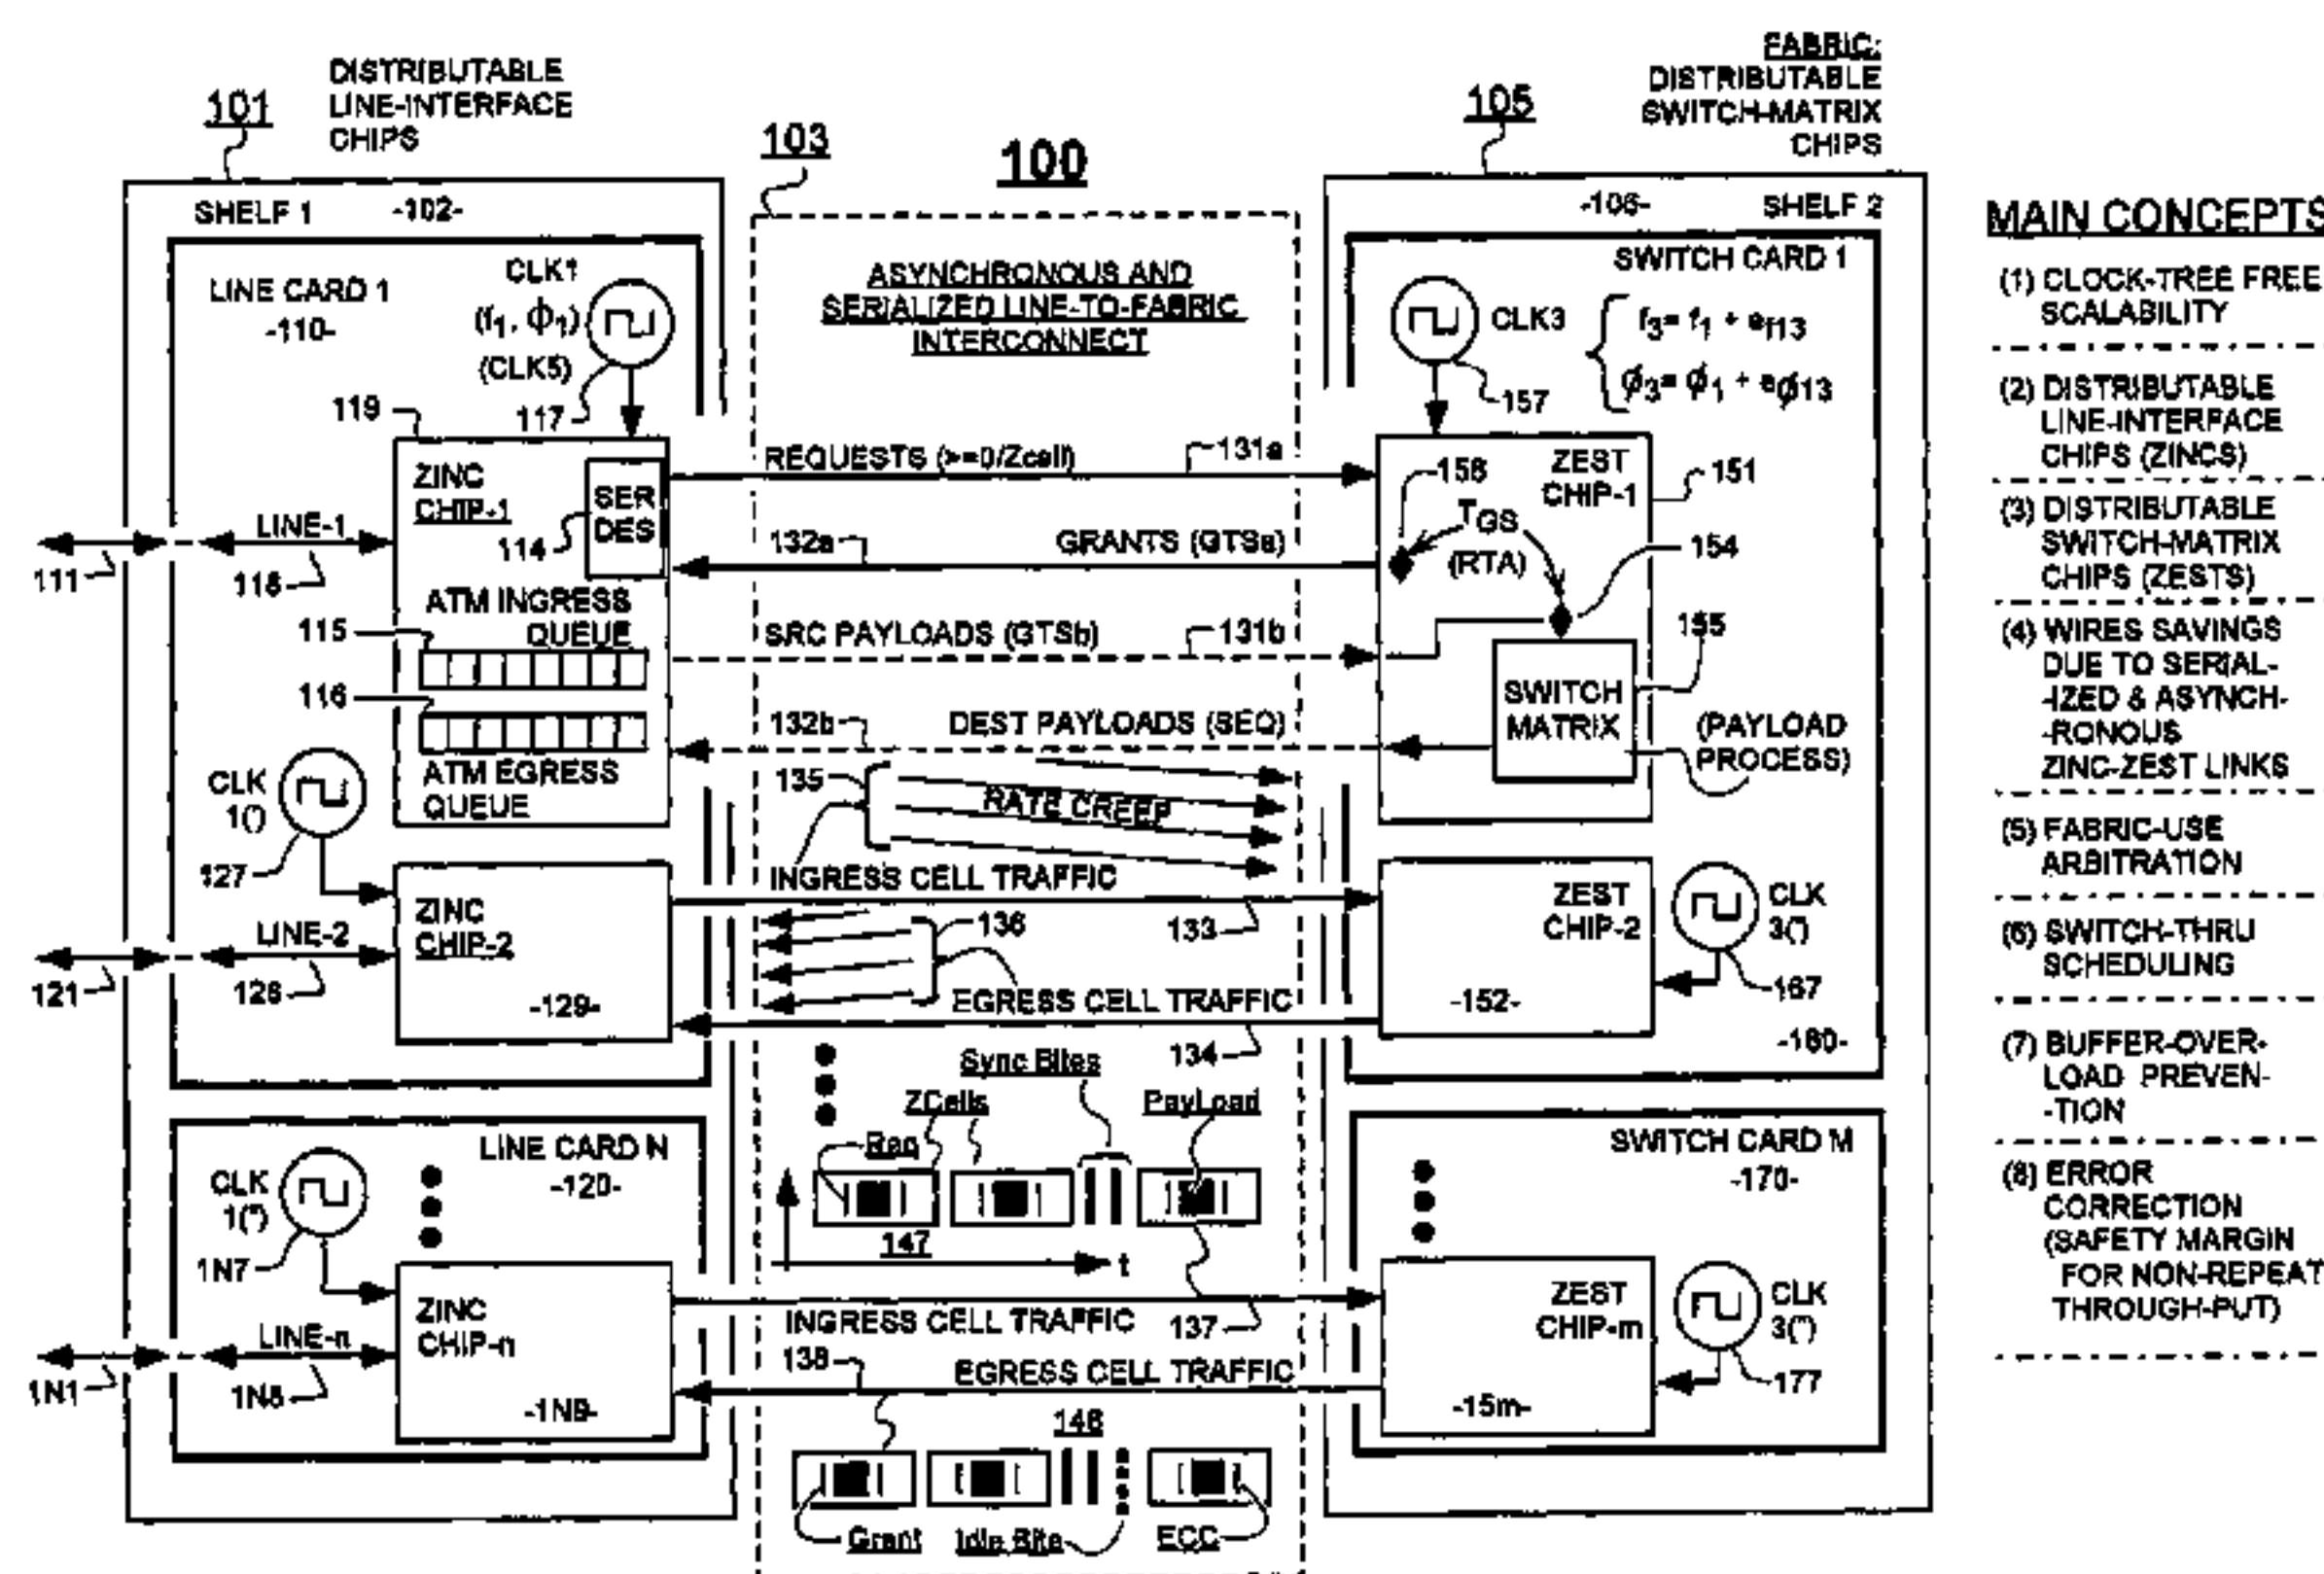 DISTRIBUTABLE
LINE-INTERFACE
CHIPS
101
103
100
105
FABRIC:
DISTRIBUTABLE
SWITCH-MATRIX
CHIPS
SHELF 1 -102-
LINE CARD 1
-110-
CLK1
(f1, ϕ1)
(CLK5)
117
119
ZINC
CHIP-1
SER
DES
114
LINE-1
111
118
ATM INGRESS
QUEUE
115
116
ATM EGRESS
QUEUE
CLK
1(')
127
ZINC
CHIP-2
LINE-2
121
128
-129-
LINE CARD N
-120-
CLK
1(")
1N7
ZINC
CHIP-n
LINE-n
1N1
1N8
-1N9-
ASYNCHRONOUS AND
SERIALIZED LINE-TO-FABRIC
INTERCONNECT
REQUESTS (>=0/Zcell) 131a
132a GRANTS (GTSa)
SRC PAYLOADS (GTSb) 131b
132b DEST PAYLOADS (SEQ)
135
RATE CREEP
INGRESS CELL TRAFFIC
133
136
EGRESS CELL TRAFFIC
134
Sync Bites
ZCells
PayLoad
Req
147
t
INGRESS CELL TRAFFIC 137
138 EGRESS CELL TRAFFIC
146
Grant Idle Bite ECC
-106- SHELF 2
SWITCH CARD 1
CLK3
f3= f1 + ef13
ϕ3= ϕ1 + eϕ13
157
158
ZEST
CHIP-1
151
TGS
(RTA)
154
155
SWITCH
MATRIX
(PAYLOAD
PROCESS)
ZEST
CHIP-2
CLK
3(')
167
-152-
-160-
SWITCH CARD M
-170-
ZEST
CHIP-m
CLK
3(")
177
-15m-
MAIN CONCEPTS
(1) CLOCK-TREE FREE
SCALABILITY
(2) DISTRIBUTABLE
LINE-INTERFACE
CHIPS (ZINCS)
(3) DISTRIBUTABLE
SWITCH-MATRIX
CHIPS (ZESTS)
(4) WIRES SAVINGS
DUE TO SERIAL-
-IZED & ASYNCH-
-RONOUS
ZINC-ZEST LINKS
(5) FABRIC-USE
ARBITRATION
(6) SWITCH-THRU
SCHEDULING
(7) BUFFER-OVER-
LOAD PREVEN-
-TION
(8) ERROR
CORRECTION
(SAFETY MARGIN
FOR NON-REPEAT
THROUGH-PUT)